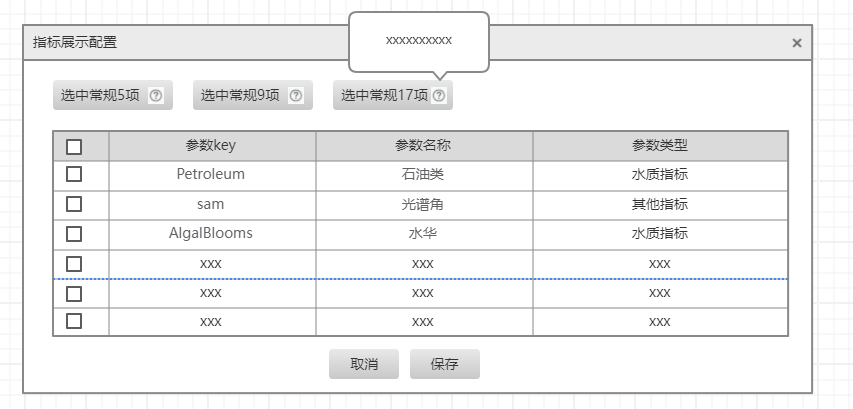 xxxxxxxxxx
指标展示配置 ×
选中常规5项 ? 选中常规9项 ? 选中常规17项 ?
参数key 参数名称 参数类型
Petroleum 石油类 水质指标
sam 光谱角 其他指标
AlgalBlooms 水华 水质指标
xxx xxx xxx
xxx xxx xxx
xxx xxx xxx
取消 保存